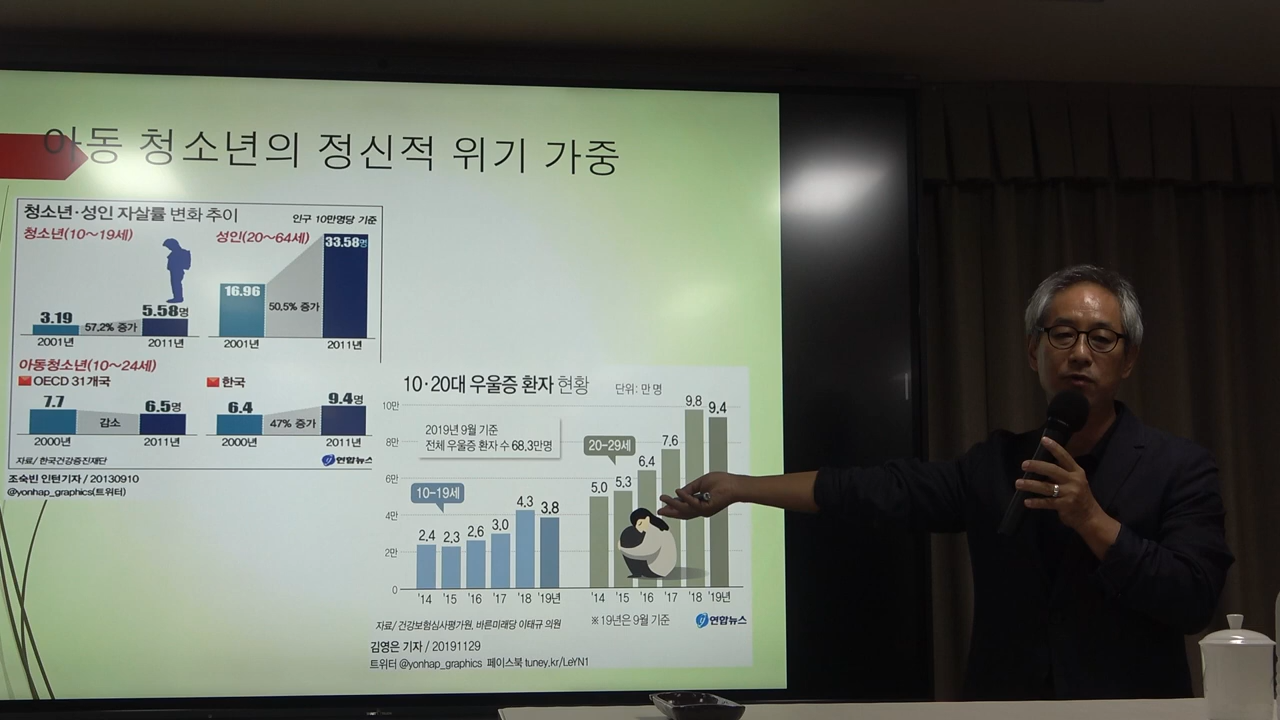 아동 청소년의 정신적 위기 가중
청소년·성인 자살률 변화 추이
인구 10만명당 기준
청소년(10~19세)
3.19
57.2% 증가
5.58명
2001년
2011년
성인(20~64세)
16.96
50.5% 증가
33.58명
2001년
2011년
아동청소년(10~24세)
OECD 31개국
7.7
감소
6.5명
2000년
2011년
한국
6.4
47% 증가
9.4명
2000년
2011년
자료/ 한국건강증진재단
연합뉴스
조숙빈 인턴기자 / 20130910
@yonhap_graphics(트위터)
10·20대 우울증 환자 현황
단위: 만 명
10만
8만
6만
4만
2만
0
2019년 9월 기준
전체 우울증 환자 수 68.3만명
10-19세
2.4 2.3 2.6 3.0 4.3 3.8
'14 '15 '16 '17 '18 '19년
20-29세
5.0 5.3 6.4 7.6 9.8 9.4
'14 '15 '16 '17 '18 '19년
자료/ 건강보험심사평가원, 바른미래당 이태규 의원
※ 19년은 9월 기준
연합뉴스
김영은 기자 / 20191129
트위터 @yonhap_graphics 페이스북 tuney.kr/LeYN1